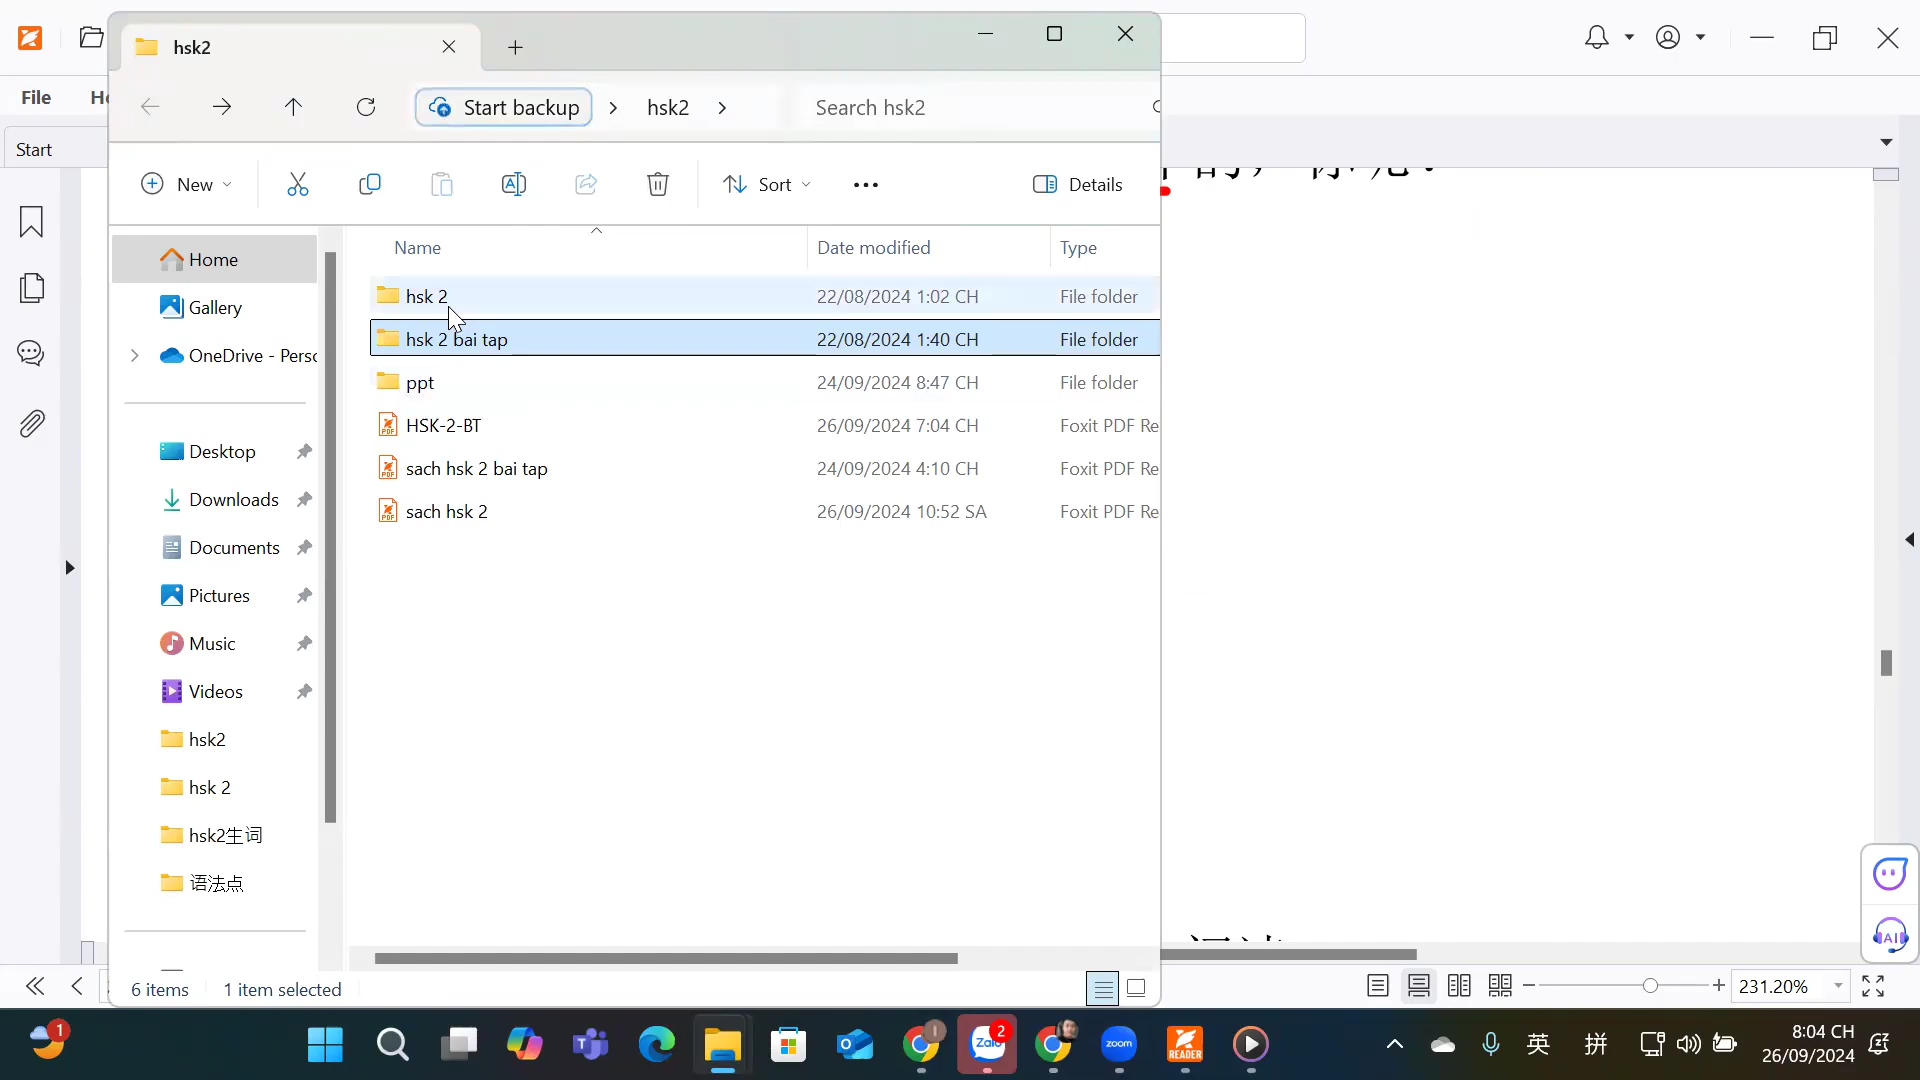 hsk2
File
Start backup
hsk2
Search hsk2
Start
New
Sort
Details
Name
Date modified
Type
Home
Gallery
OneDrive - Perso
Desktop
Downloads
Documents
Pictures
Music
Videos
hsk2
hsk 2
hsk2生词
语法点
hsk 2 22/08/2024 1:02 CH File folder
hsk 2 bai tap 22/08/2024 1:40 CH File folder
ppt 24/09/2024 8:47 CH File folder
HSK-2-BT 26/09/2024 7:04 CH Foxit PDF Re
sach hsk 2 bai tap 24/09/2024 4:10 CH Foxit PDF Re
sach hsk 2 26/09/2024 10:52 SA Foxit PDF Re
6 items 1 item selected
231.20%
AI
1
Zalo
2
zoom
READER
英
拼
8:04 CH
26/09/2024